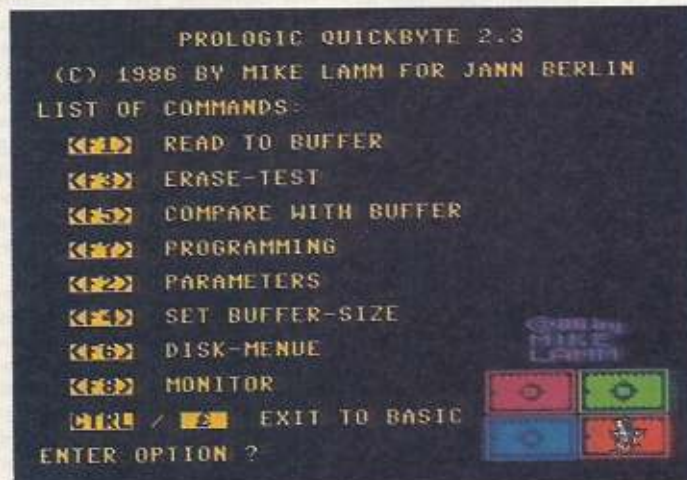 PROLOGIC QUICKBYTE 2.3
(C) 1986 BY MIKE LAMM FOR JANN BERLIN
LIST OF COMMANDS:
<F1> READ TO BUFFER
<F3> ERASE-TEST
<F5> COMPARE WITH BUFFER
<F7> PROGRAMMING
<F2> PARAMETERS
<F4> SET BUFFER-SIZE
<F6> DISK-MENUE
<F8> MONITOR
CTRL / £ EXIT TO BASIC
ENTER OPTION ?
©86 by
MIKE
LAMM